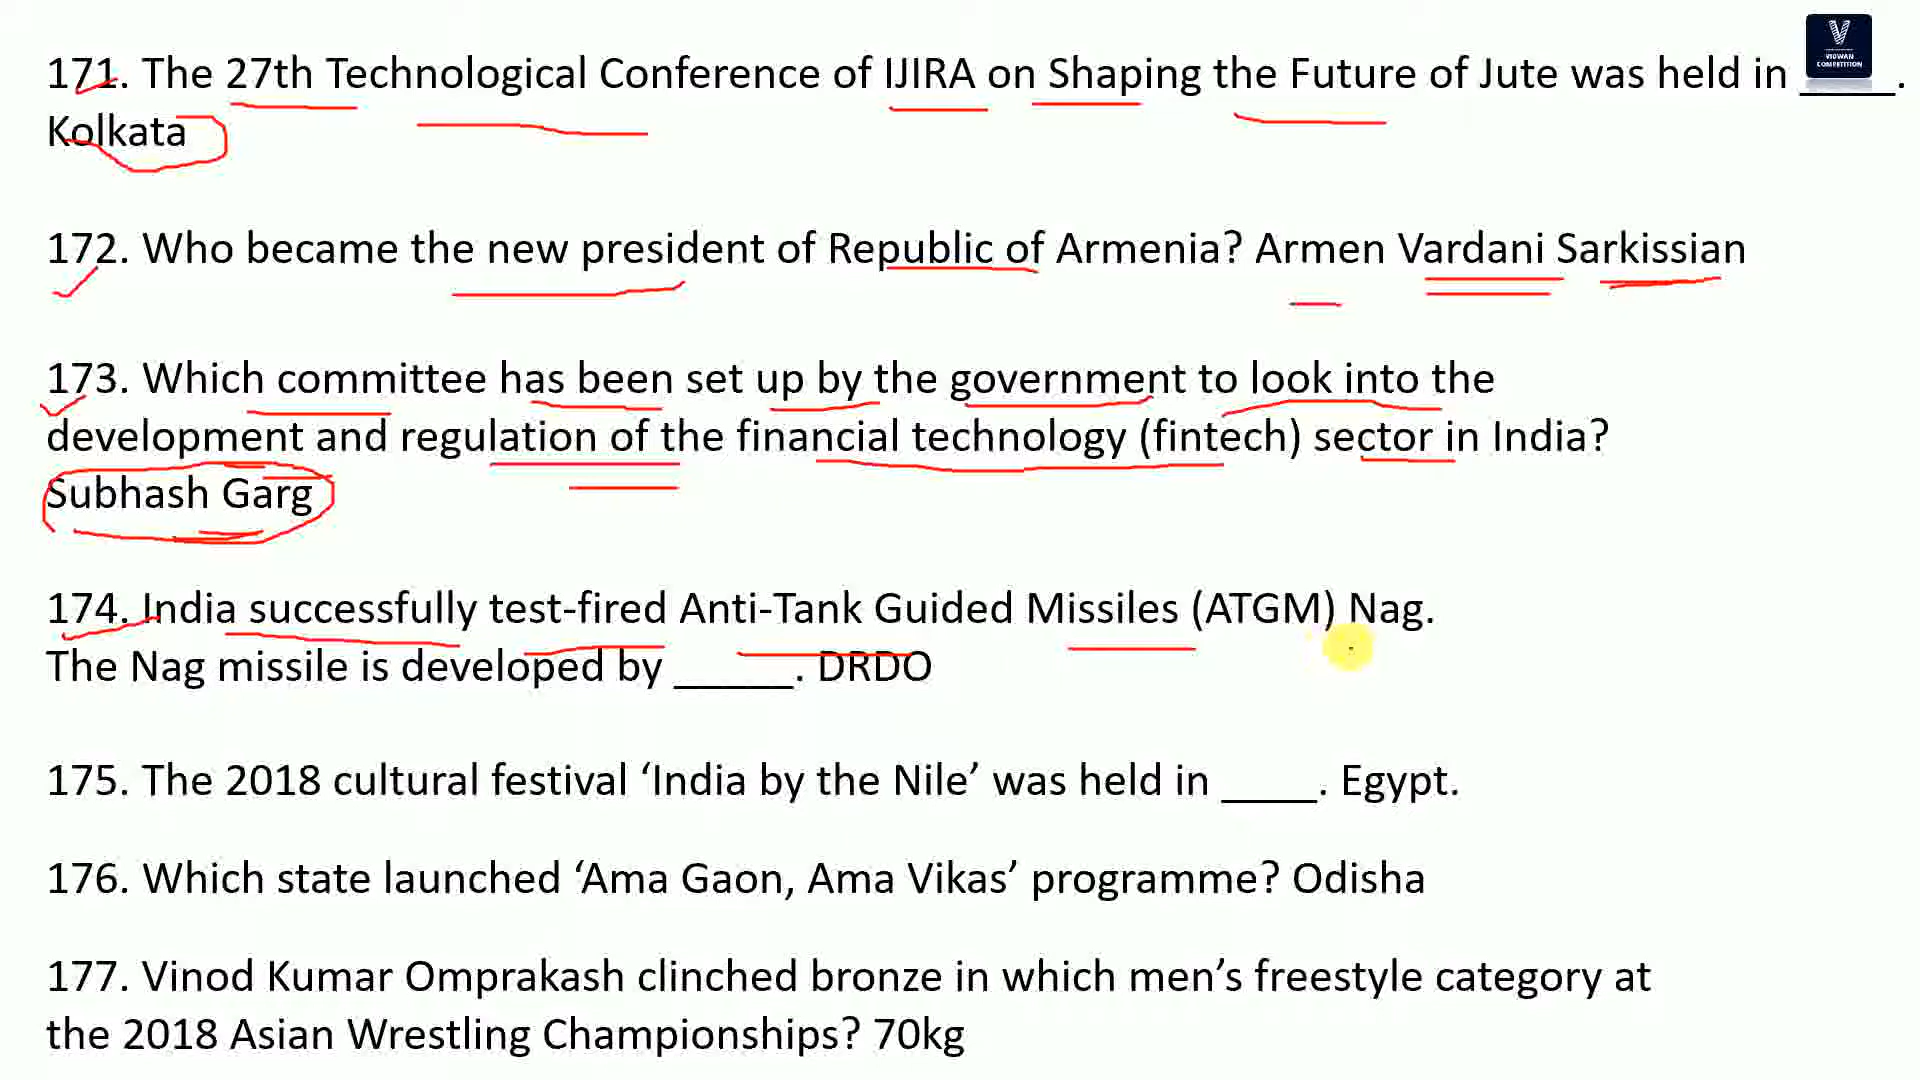 171. The 27th Technological Conference of IJIRA on Shaping the Future of Jute was held in _____.
Kolkata
V
VIDWAN
COMPETITION
172. Who became the new president of Republic of Armenia? Armen Vardani Sarkissian
173. Which committee has been set up by the government to look into the
development and regulation of the financial technology (fintech) sector in India?
Subhash Garg
174. India successfully test-fired Anti-Tank Guided Missiles (ATGM) Nag.
The Nag missile is developed by _____. DRDO
175. The 2018 cultural festival ‘India by the Nile’ was held in ____. Egypt.
176. Which state launched ‘Ama Gaon, Ama Vikas’ programme? Odisha
177. Vinod Kumar Omprakash clinched bronze in which men’s freestyle category at
the 2018 Asian Wrestling Championships? 70kg